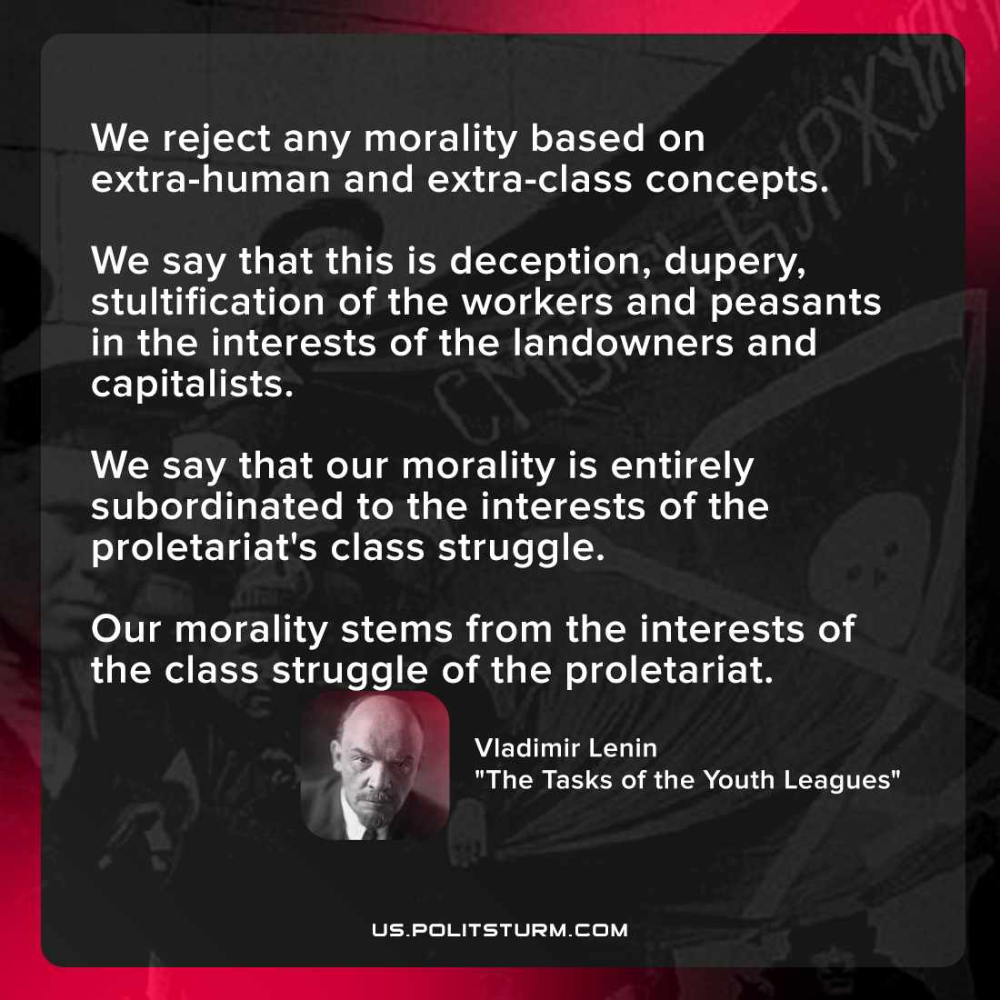 We reject any morality based on
extra-human and extra-class concepts.
We say that this is deception, dupery,
stultification of the workers and peasants
in the interests of the landowners and
capitalists.
We say that our morality is entirely
subordinated to the interests of the
proletariat's class struggle.
Our morality stems from the interests of
the class struggle of the proletariat.
Vladimir Lenin
"The Tasks of the Youth Leagues"
US.POLITSTURM.COM